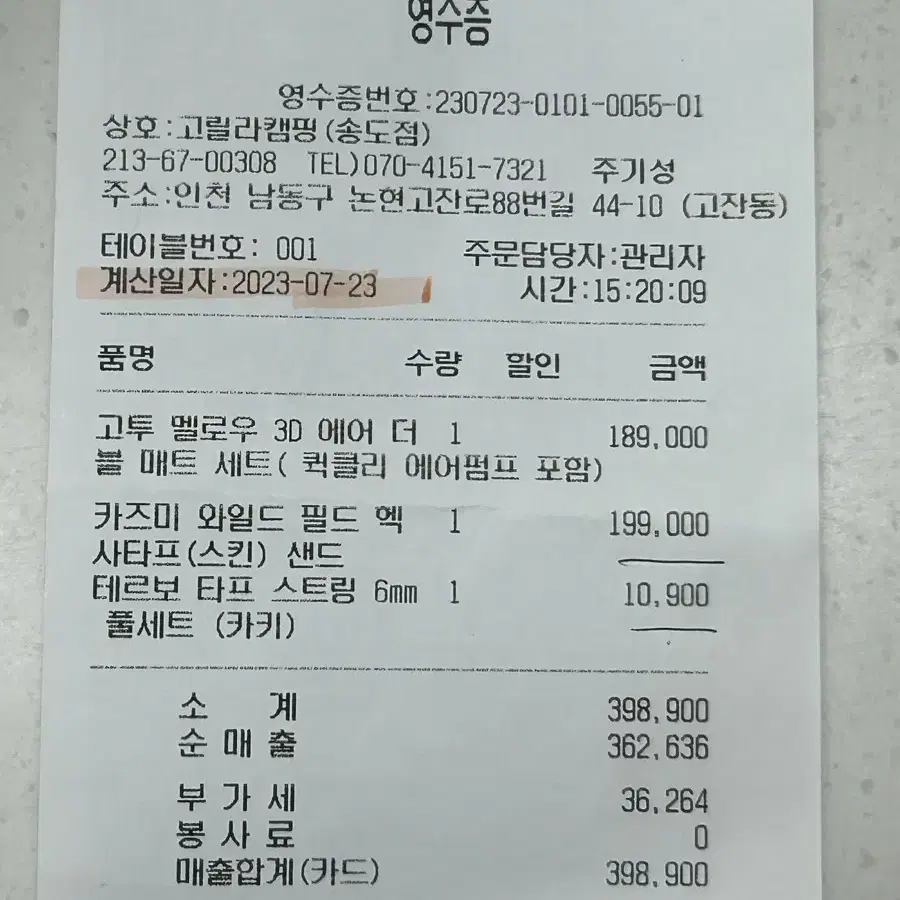 영수증
영수증번호:230723-0101-0055-01
상호:고릴라캠핑(송도점)
213-67-00308 TEL)070-4151-7321 주기성
주소:인천 남동구 논현고잔로88번길 44-10 (고잔동)
테이블번호: 001 주문담당자:관리자
계산일자:2023-07-23 시간:15:20:09
품명 수량 할인 금액
고투 멜로우 3D 에어 더 1 189,000
블 매트 세트( 퀵클리 에어펌프 포함)
카즈미 와일드 필드 헥 1 199,000
사타프(스킨) 샌드
테르보 타프 스트링 6mm 1 10,900
풀세트 (카키)
소 계 398,900
순 매 출 362,636
부 가 세 36,264
봉 사 료 0
매출합계(카드) 398,900